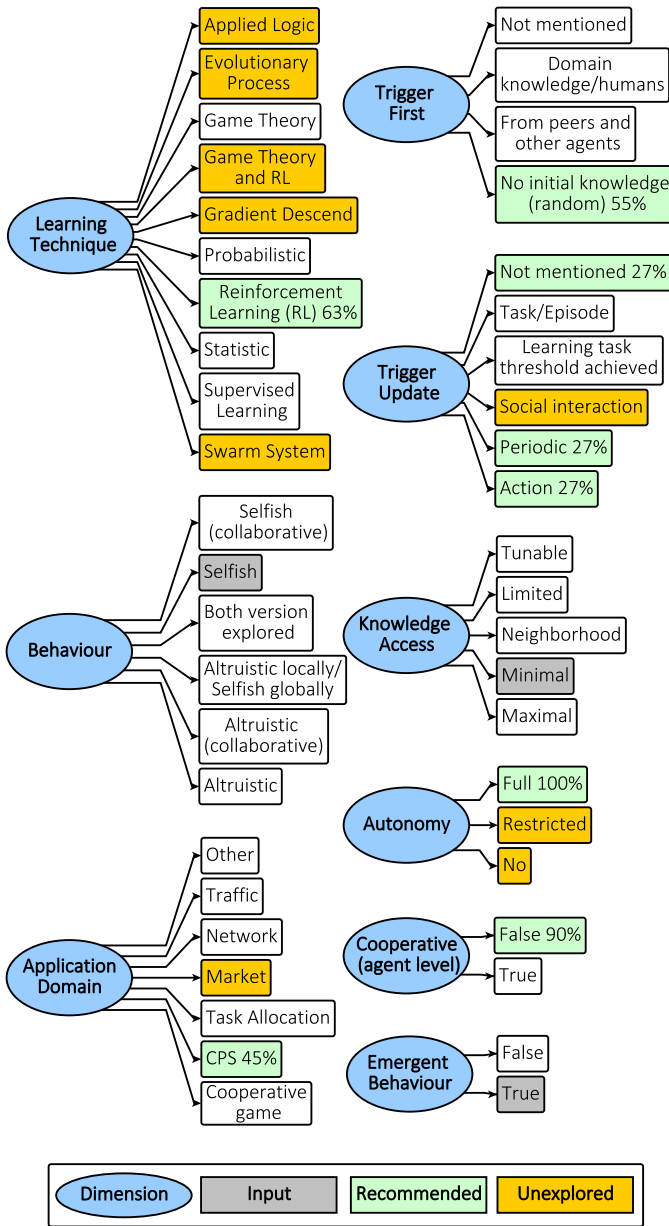 Learning
Technique
Applied Logic
Evolutionary
Process
Game Theory
Game Theory
and RL
Gradient Descend
Probabilistic
Reinforcement
Learning (RL) 63%
Statistic
Supervised
Learning
Swarm System
Behaviour
Selfish
(collaborative)
Selfish
Both version
explored
Altruistic locally/
Selfish globally
Altruistic
(collaborative)
Altruistic
Application
Domain
Other
Traffic
Network
Market
Task Allocation
CPS 45%
Cooperative
game
Trigger
First
Not mentioned
Domain
knowledge/humans
From peers and
other agents
No initial knowledge
(random) 55%
Trigger
Update
Not mentioned 27%
Task/Episode
Learning task
threshold achieved
Social interaction
Periodic 27%
Action 27%
Knowledge
Access
Tunable
Limited
Neighborhood
Minimal
Maximal
Autonomy
Full 100%
Restricted
No
Cooperative
(agent level)
False 90%
True
Emergent
Behaviour
False
True
Dimension
Input
Recommended
Unexplored